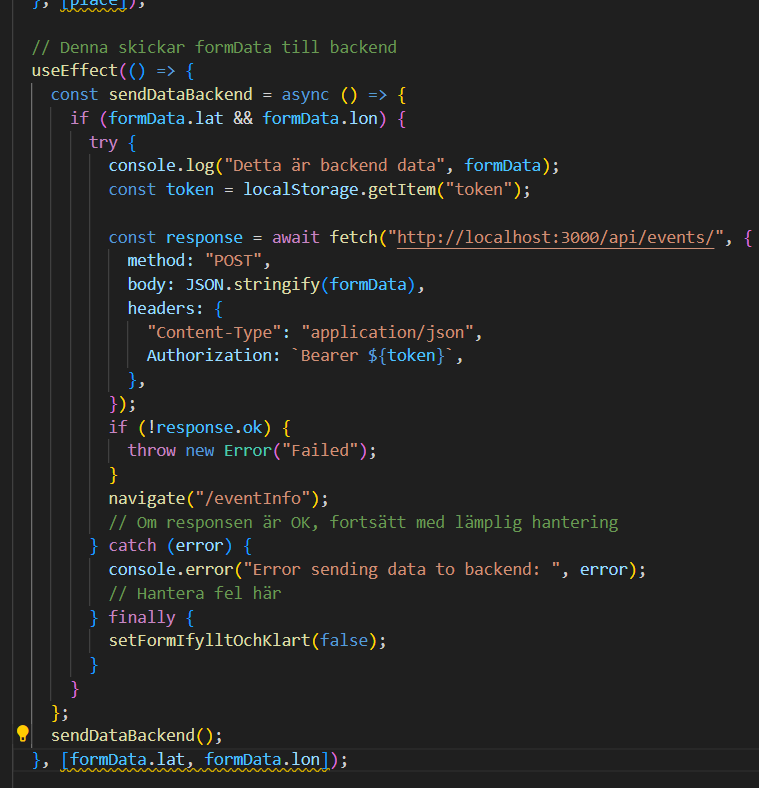 }, [place]);
// Denna skickar formData till backend
useEffect(() => {
const sendDataBackend = async () => {
if (formData.lat && formData.lon) {
try {
console.log("Detta är backend data", formData);
const token = localStorage.getItem("token");
const response = await fetch("http://localhost:3000/api/events/", {
method: "POST",
body: JSON.stringify(formData),
headers: {
"Content-Type": "application/json",
Authorization: `Bearer ${token}`,
},
});
if (!response.ok) {
throw new Error("Failed");
}
navigate("/eventInfo");
// Om responsen är OK, fortsätt med lämplig hantering
} catch (error) {
console.error("Error sending data to backend: ", error);
// Hantera fel här
} finally {
setFormIfylltOchKlart(false);
}
}
};
sendDataBackend();
}, [formData.lat, formData.lon]);